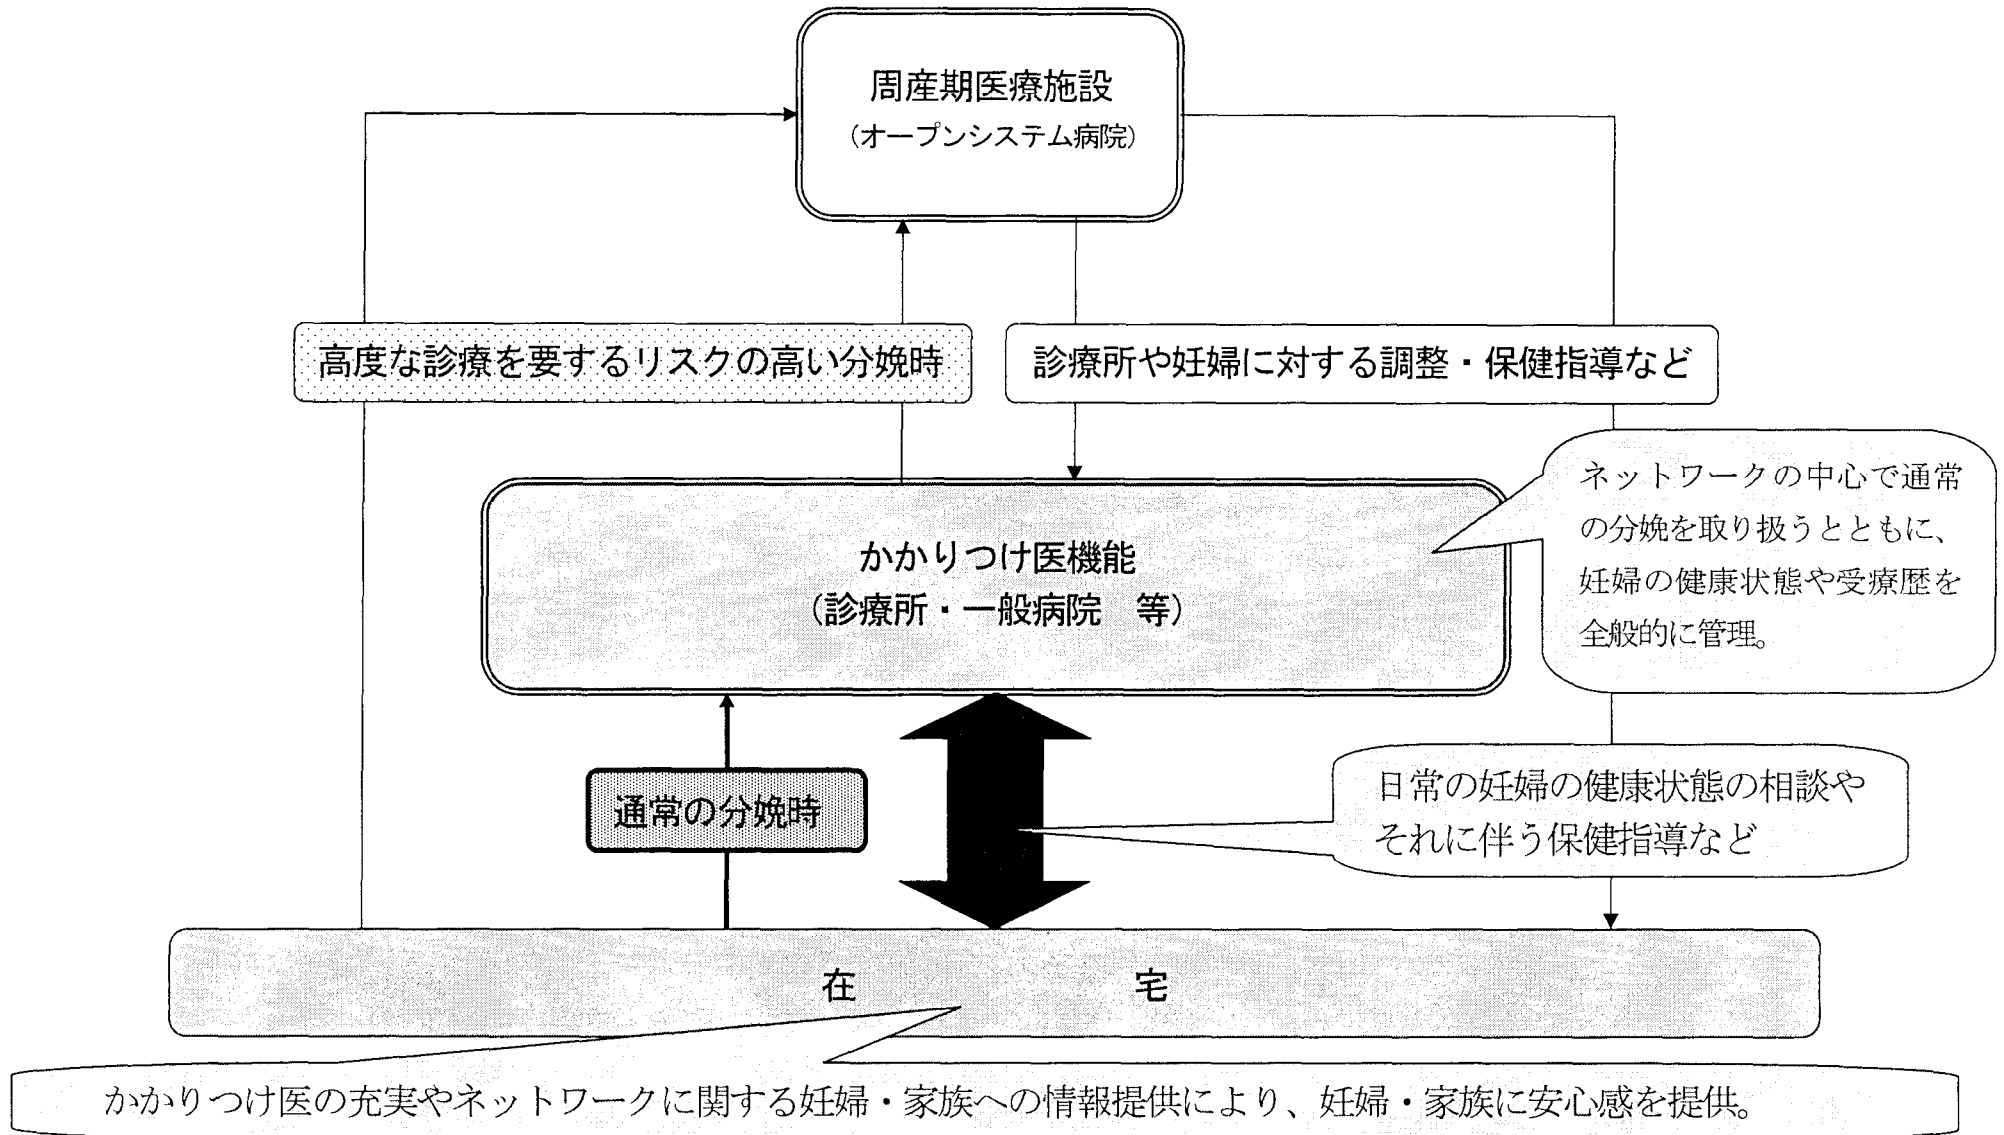 周産期医療施設
（オープンシステム病院）
高度な診療を要するリスクの高い分娩時
診療所や妊婦に対する調整・保健指導など
ネットワークの中心で通常
の分娩を取り扱うとともに、
妊婦の健康状態や受療歴を
全般的に管理。
かかりつけ医機能
（診療所・一般病院　等）
通常の分娩時
日常の妊婦の健康状態の相談や
それに伴う保健指導など
在　宅
かかりつけ医の充実やネットワークに関する妊婦・家族への情報提供により、妊婦・家族に安心感を提供。